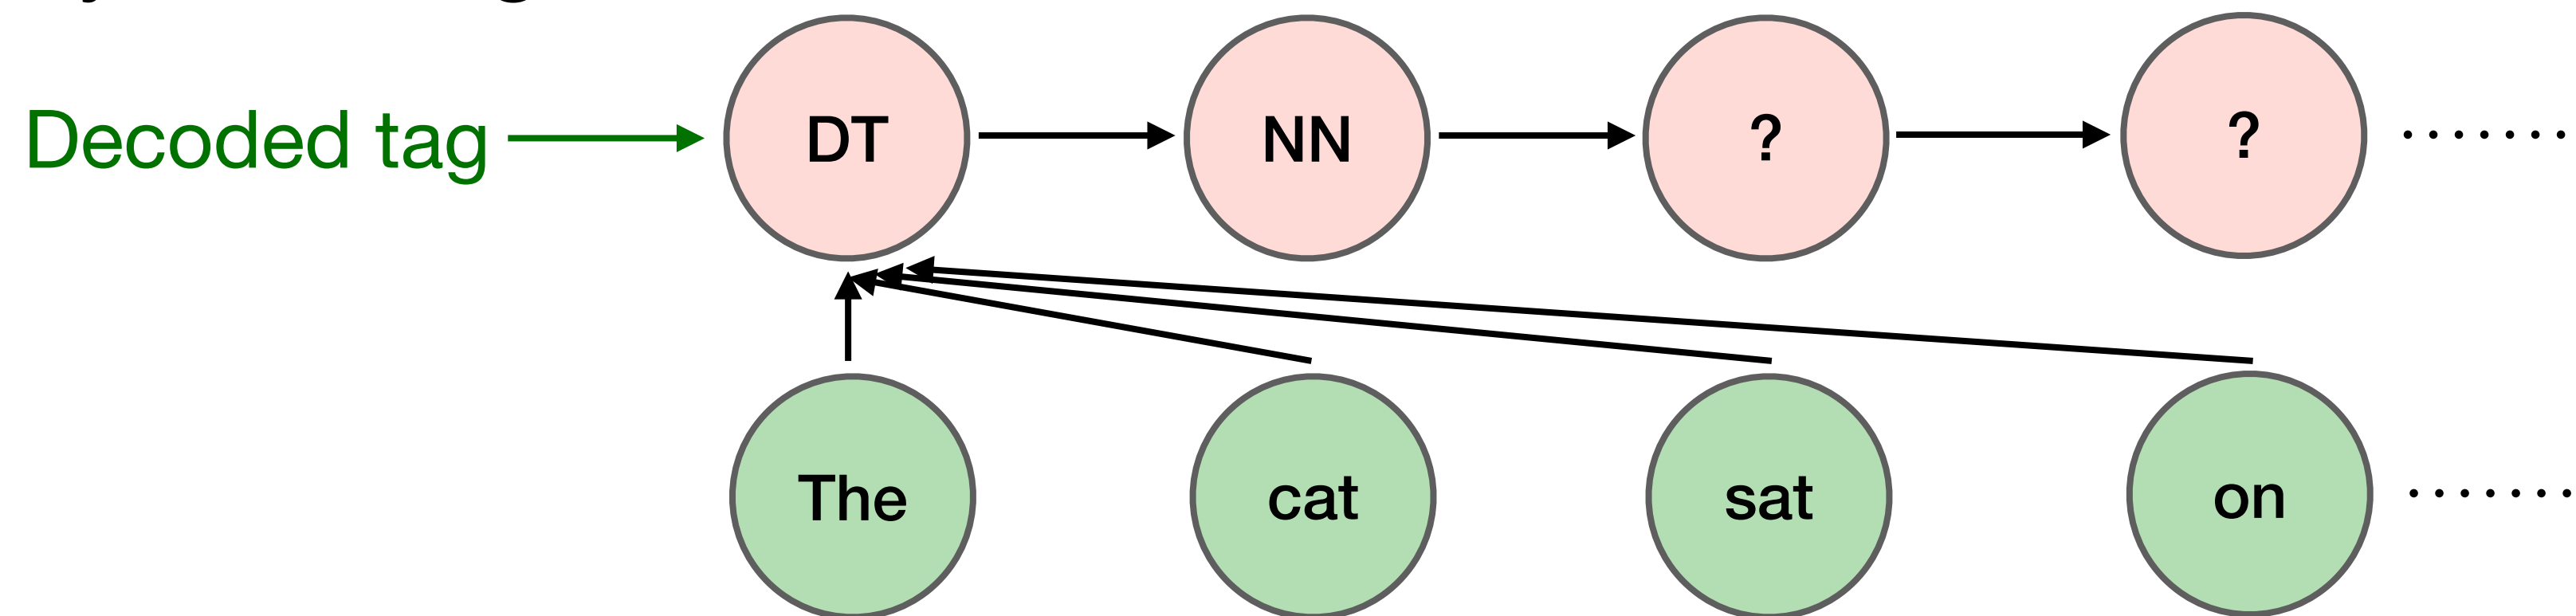 Decoded tag DT NN ? ? .......
The cat sat on .......